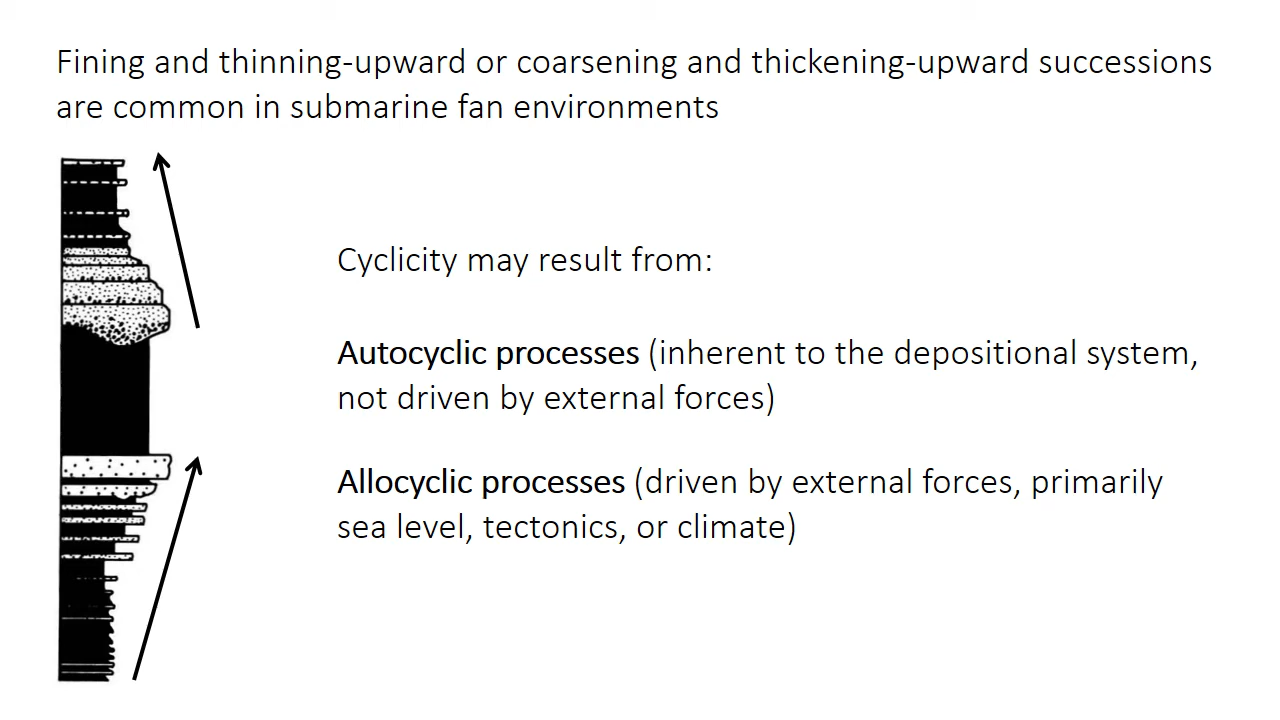 Fining and thinning-upward or coarsening and thickening-upward successions
are common in submarine fan environments
Cyclicity may result from:
Autocyclic processes (inherent to the depositional system,
not driven by external forces)
Allocyclic processes (driven by external forces, primarily
sea level, tectonics, or climate)